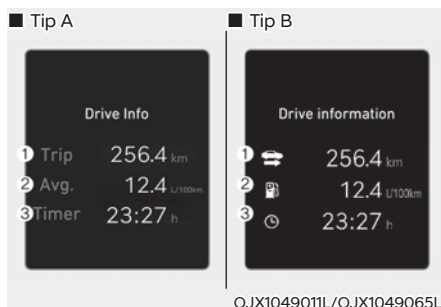 ■ Tip A
Drive Info
1 Trip 256.4 km
2 Avg. 12.4 L/100km
3 Timer 23:27 h
■ Tip B
Drive information
1 256.4 km
2 12.4 L/100km
3 23:27 h
OJX1049011L/OJX1049065L